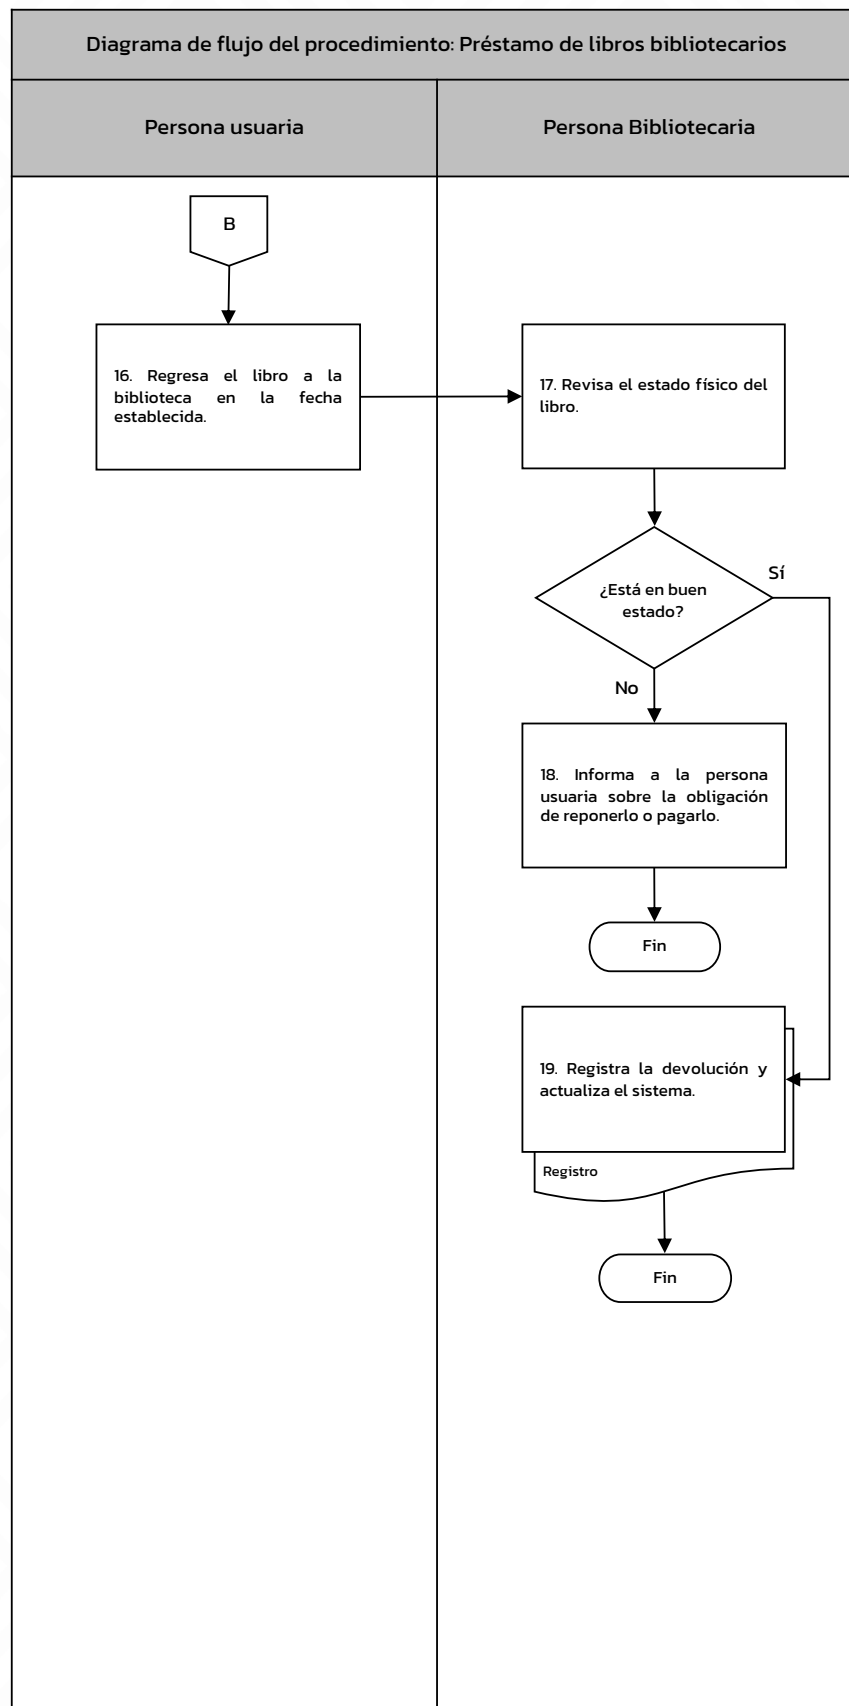 Diagrama de flujo del procedimiento: Préstamo de libros bibliotecarios
Persona usuaria
Persona Bibliotecaria
B
16. Regresa el libro a la
biblioteca en la fecha
establecida.
17. Revisa el estado físico del
libro.
¿Está en buen
estado?
Sí
No
18. Informa a la persona
usuaria sobre la obligación
de reponerlo o pagarlo.
Fin
19. Registra la devolución y
actualiza el sistema.
Registro
Fin